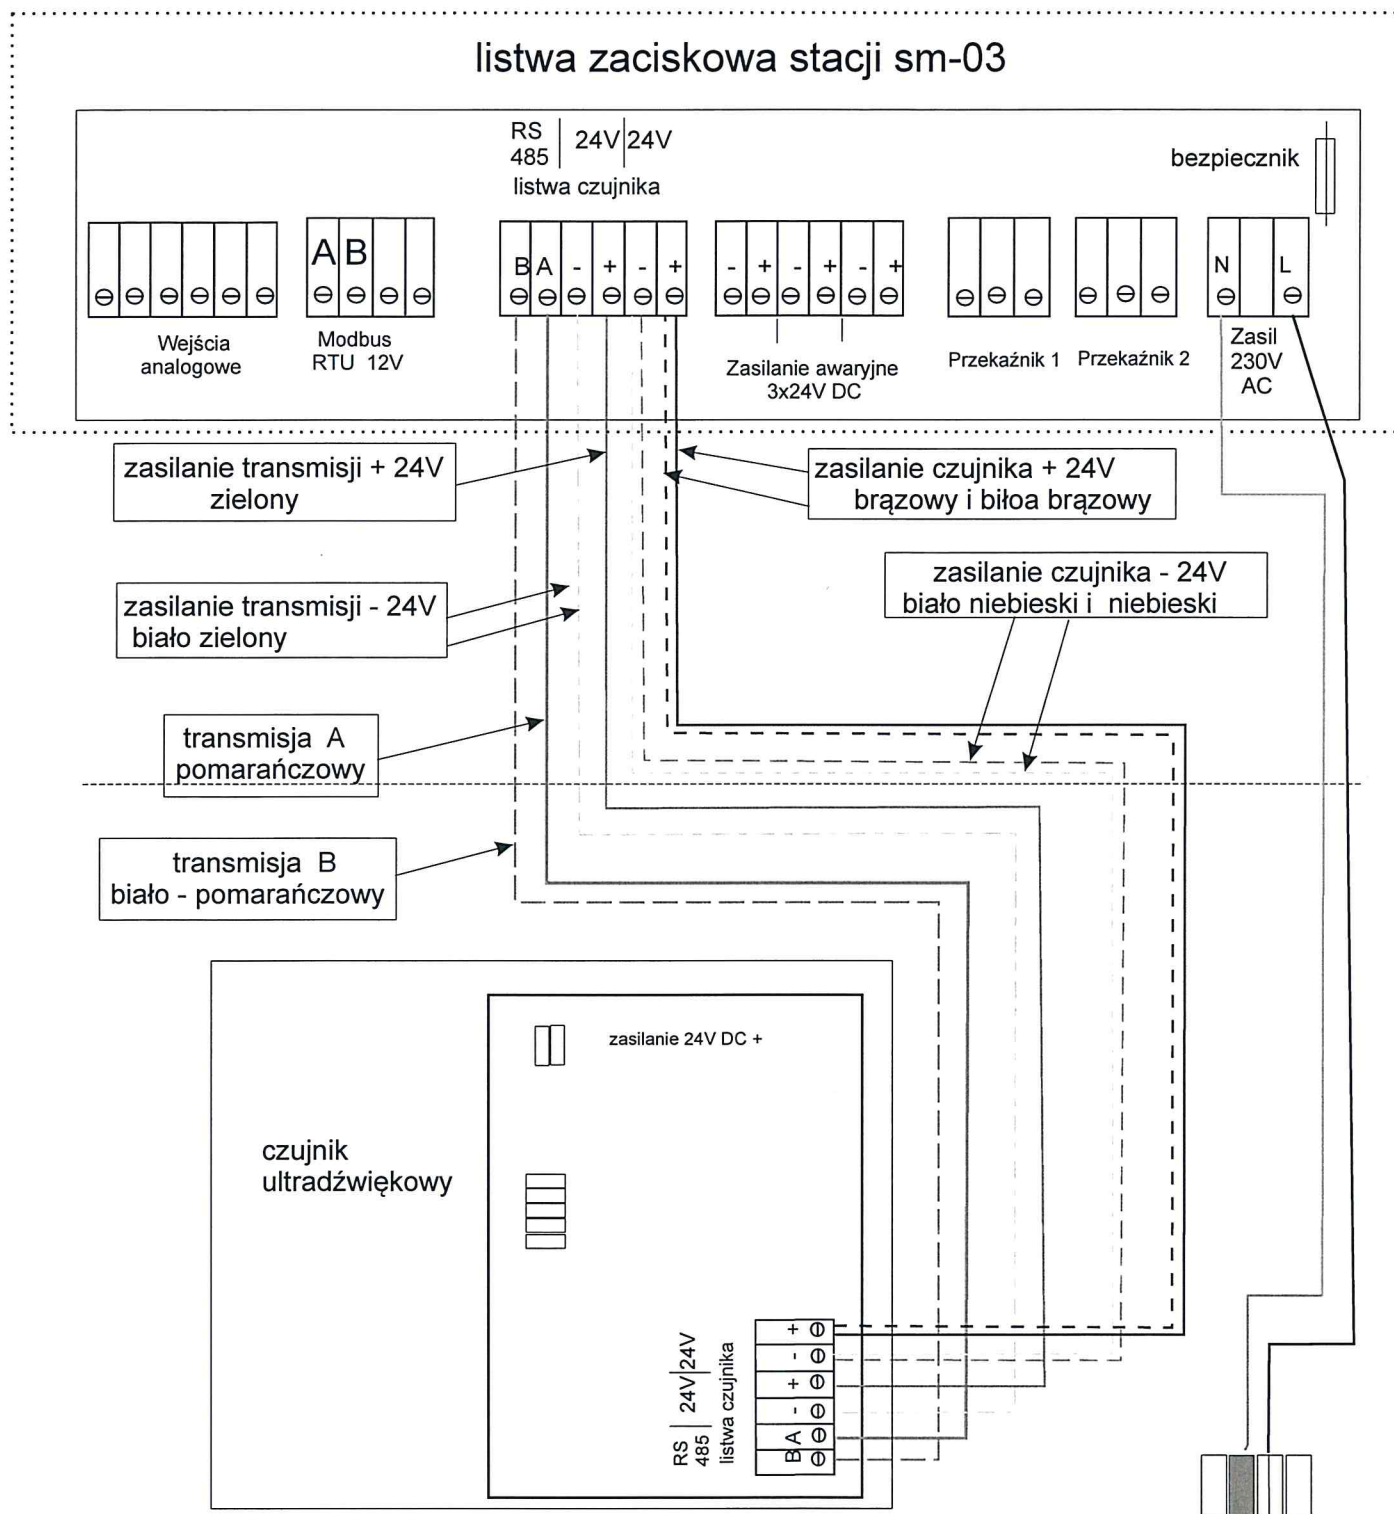 listwa zaciskowa stacji sm-03
RS
485
24V
24V
listwa czujnika
bezpiecznik
A B
B A - + - +
- + - + - +
N L
Wejścia
analogowe
Modbus
RTU 12V
Zasilanie awaryjne
3x24V DC
Przekaźnik 1
Przekaźnik 2
Zasil
230V
AC
zasilanie transmisji + 24V
zielony
zasilanie czujnika + 24V
brązowy i biłoa brązowy
zasilanie czujnika - 24V
biało niebieski i niebieski
zasilanie transmisji - 24V
biało zielony
transmisja A
pomarańczowy
transmisja B
biało - pomarańczowy
zasilanie 24V DC +
czujnik
ultradźwiękowy
RS
485
24V
24V
listwa czujnika
+
-
+
-
A
B